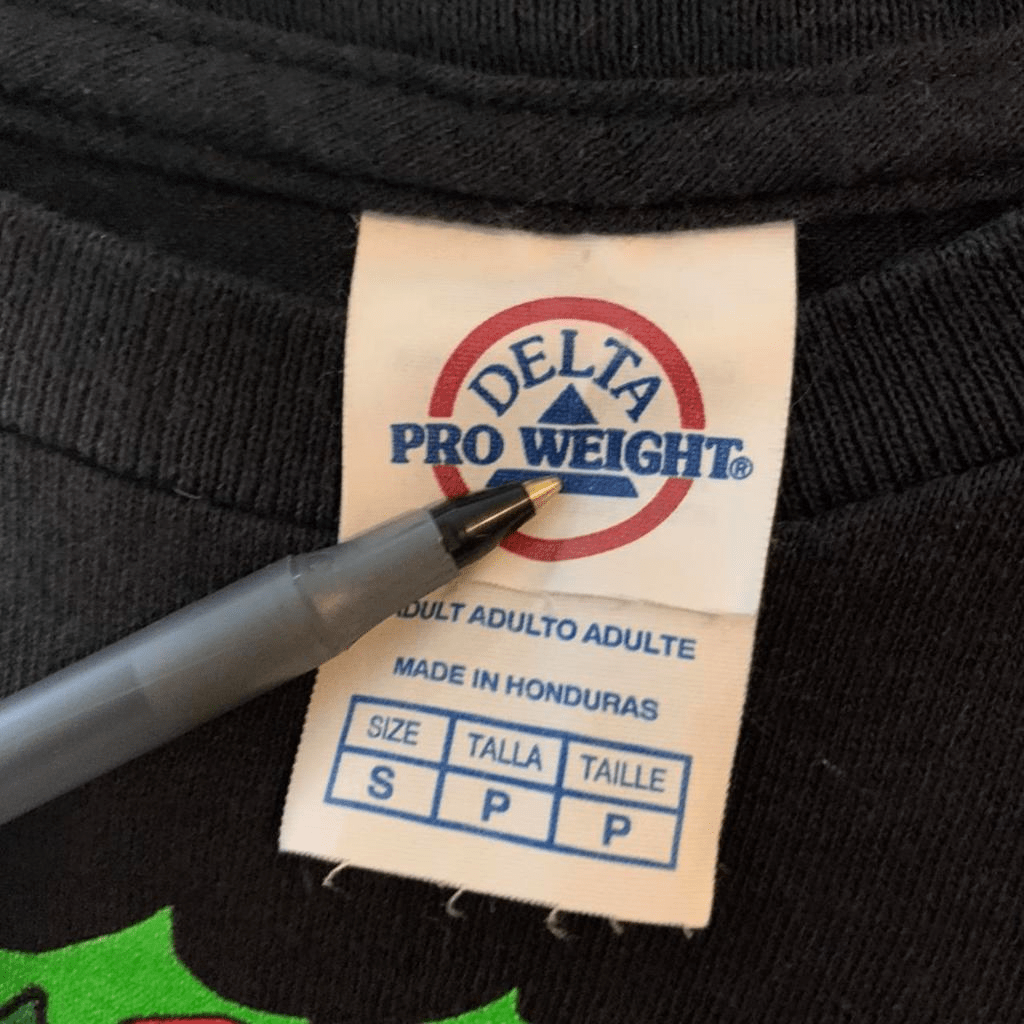 DELTA
PRO WEIGHT®
ADULT ADULTO ADULTE
MADE IN HONDURAS
SIZE TALLA TAILLE
S P P